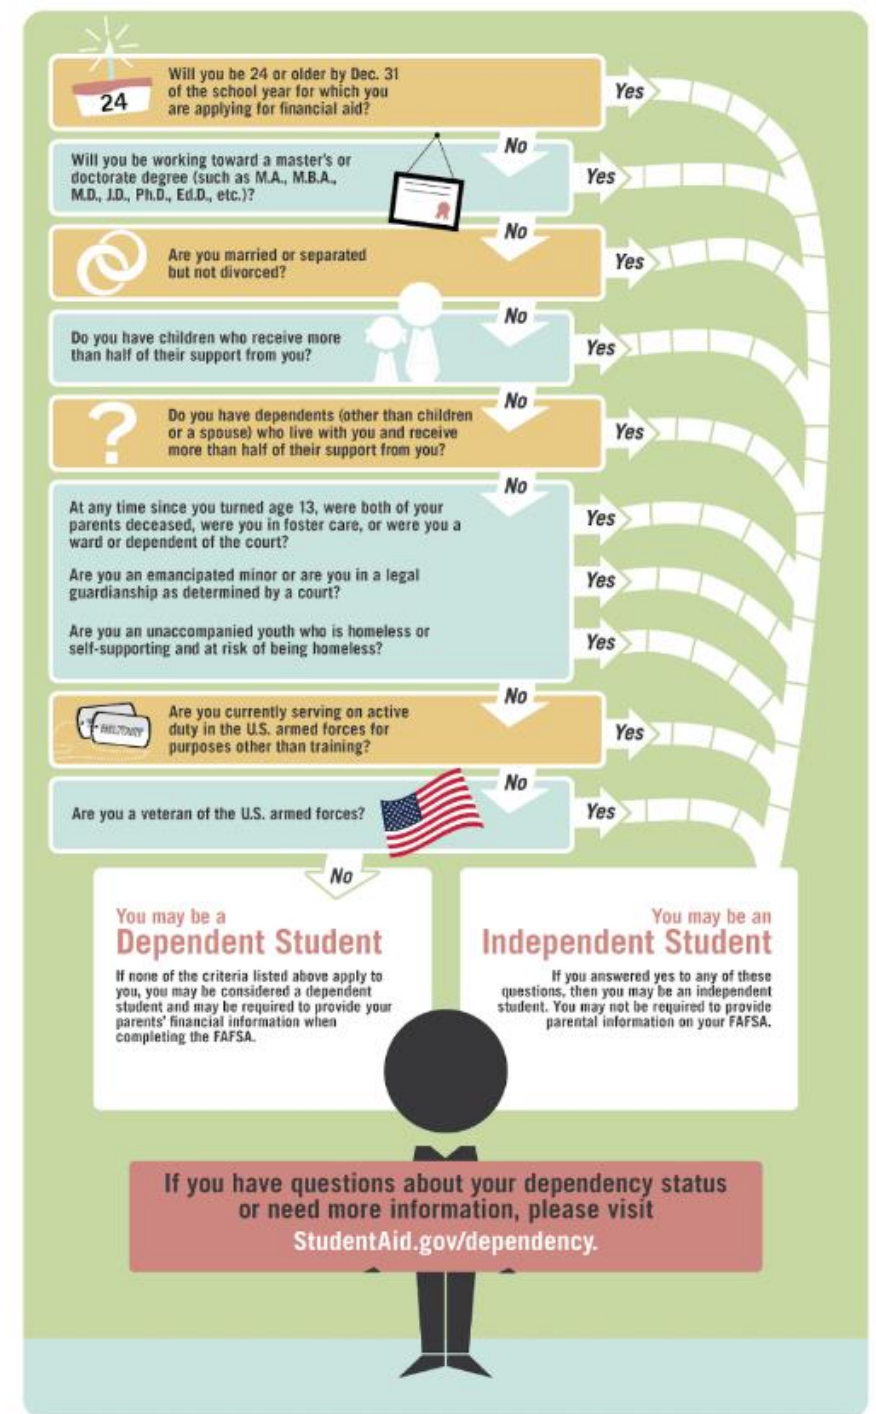 24
Will you be 24 or older by Dec. 31
of the school year for which you
are applying for financial aid?
Yes
No
Will you be working toward a master's or
doctorate degree (such as M.A., M.B.A.,
M.D., J.D., Ph.D., Ed.D., etc.)?
Yes
No
Are you married or separated
but not divorced?
Yes
No
Do you have children who receive more
than half of their support from you?
Yes
No
?
Do you have dependents (other than children
or a spouse) who live with you and receive
more than half of their support from you?
Yes
No
At any time since you turned age 13, were both of your
parents deceased, were you in foster care, or were you a
ward or dependent of the court?
Yes
Are you an emancipated minor or are you in a legal
guardianship as determined by a court?
Yes
Are you an unaccompanied youth who is homeless or
self-supporting and at risk of being homeless?
Yes
No
Are you currently serving on active
duty in the U.S. armed forces for
purposes other than training?
Yes
No
Are you a veteran of the U.S. armed forces?
Yes
No
You may be a
Dependent Student
If none of the criteria listed above apply to
you, you may be considered a dependent
student and may be required to provide your
parents' financial information when
completing the FAFSA.
You may be an
Independent Student
If you answered yes to any of these
questions, then you may be an independent
student. You may not be required to provide
parental information on your FAFSA.
If you have questions about your dependency status
or need more information, please visit
StudentAid.gov/dependency.